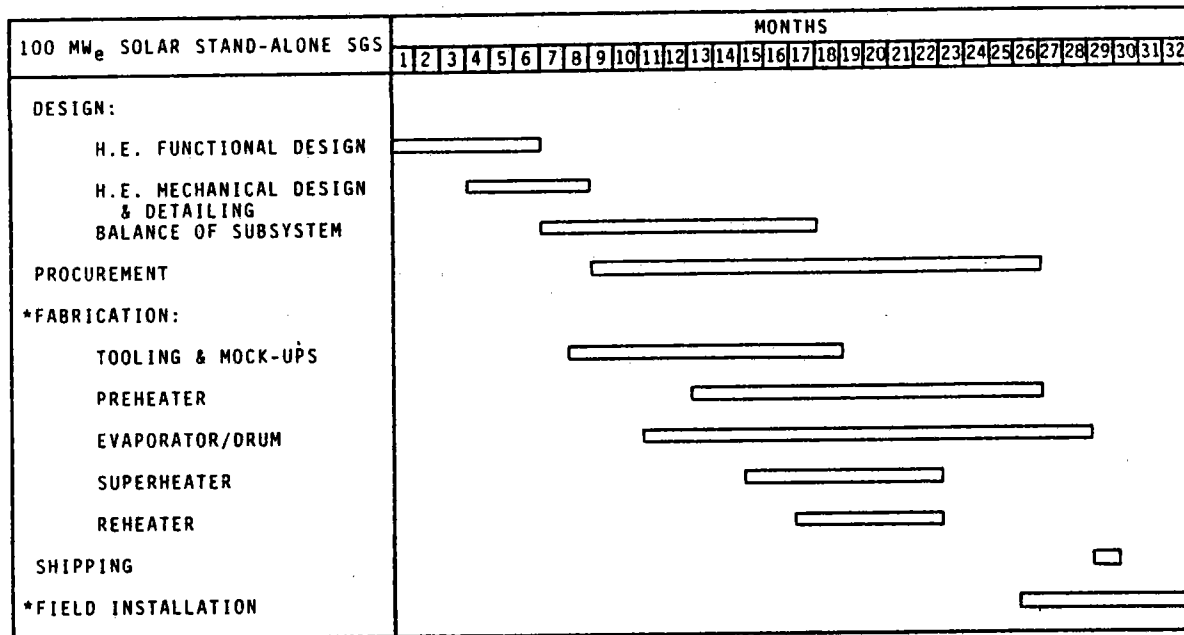 MONTHS
100 MWe SOLAR STAND-ALONE SGS
1 2 3 4 5 6 7 8 9 10 11 12 13 14 15 16 17 18 19 20 21 22 23 24 25 26 27 28 29 30 31 32
DESIGN:
H.E. FUNCTIONAL DESIGN
H.E. MECHANICAL DESIGN
& DETAILING
BALANCE OF SUBSYSTEM
PROCUREMENT
*FABRICATION:
TOOLING & MOCK-UPS
PREHEATER
EVAPORATOR/DRUM
SUPERHEATER
REHEATER
SHIPPING
*FIELD INSTALLATION